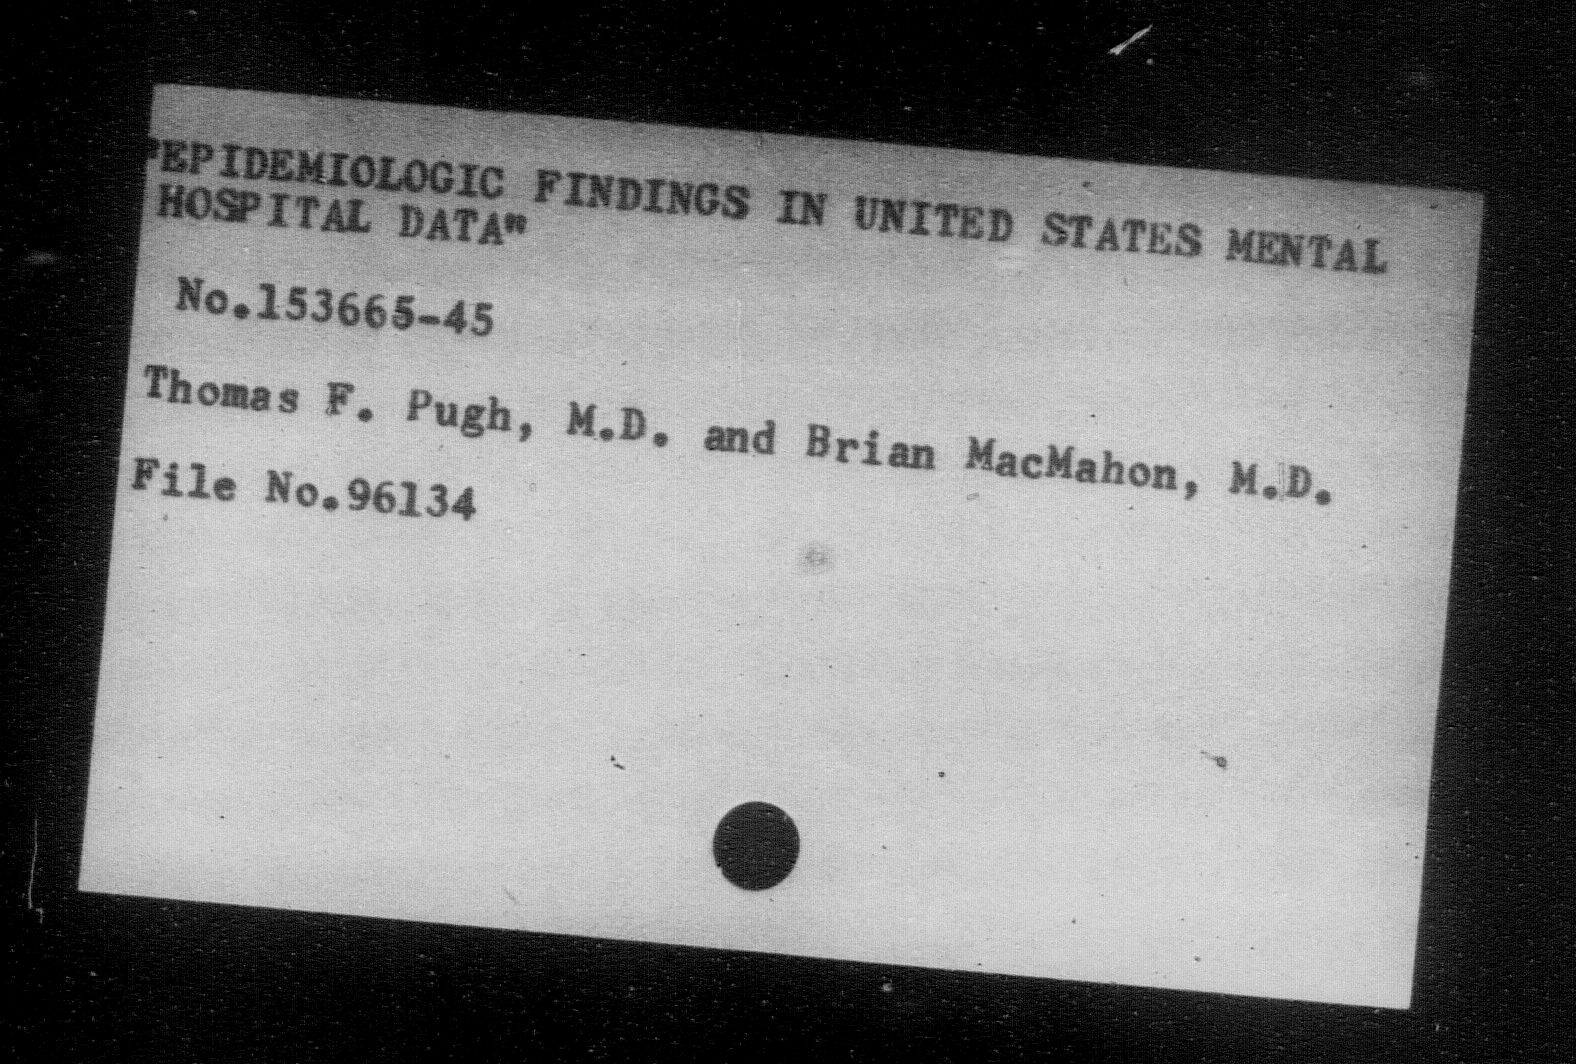 "EPIDEMIOLOGIC FINDINGS IN UNITED STATES MENTAL
HOSPITAL DATA"
No.153665-45
Thomas F. Pugh, M.D. and Brian MacMahon, M.D.
File No.96134